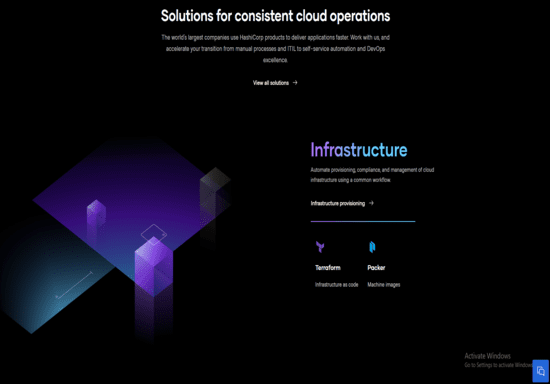 Solutions for consistent cloud operations
The world's largest companies use HashiCorp products to deliver applications faster. Work with us, and
accelerate your transition from manual processes and ITIL to self-service automation and DevOps
excellence.
View all solutions →
Infrastructure
Automate provisioning, compliance, and management of cloud
infrastructure using a common workflow.
Infrastructure provisioning →
Terraform Packer
Infrastructure as code Machine images
Activate Windows
Go to Settings to activate Windows